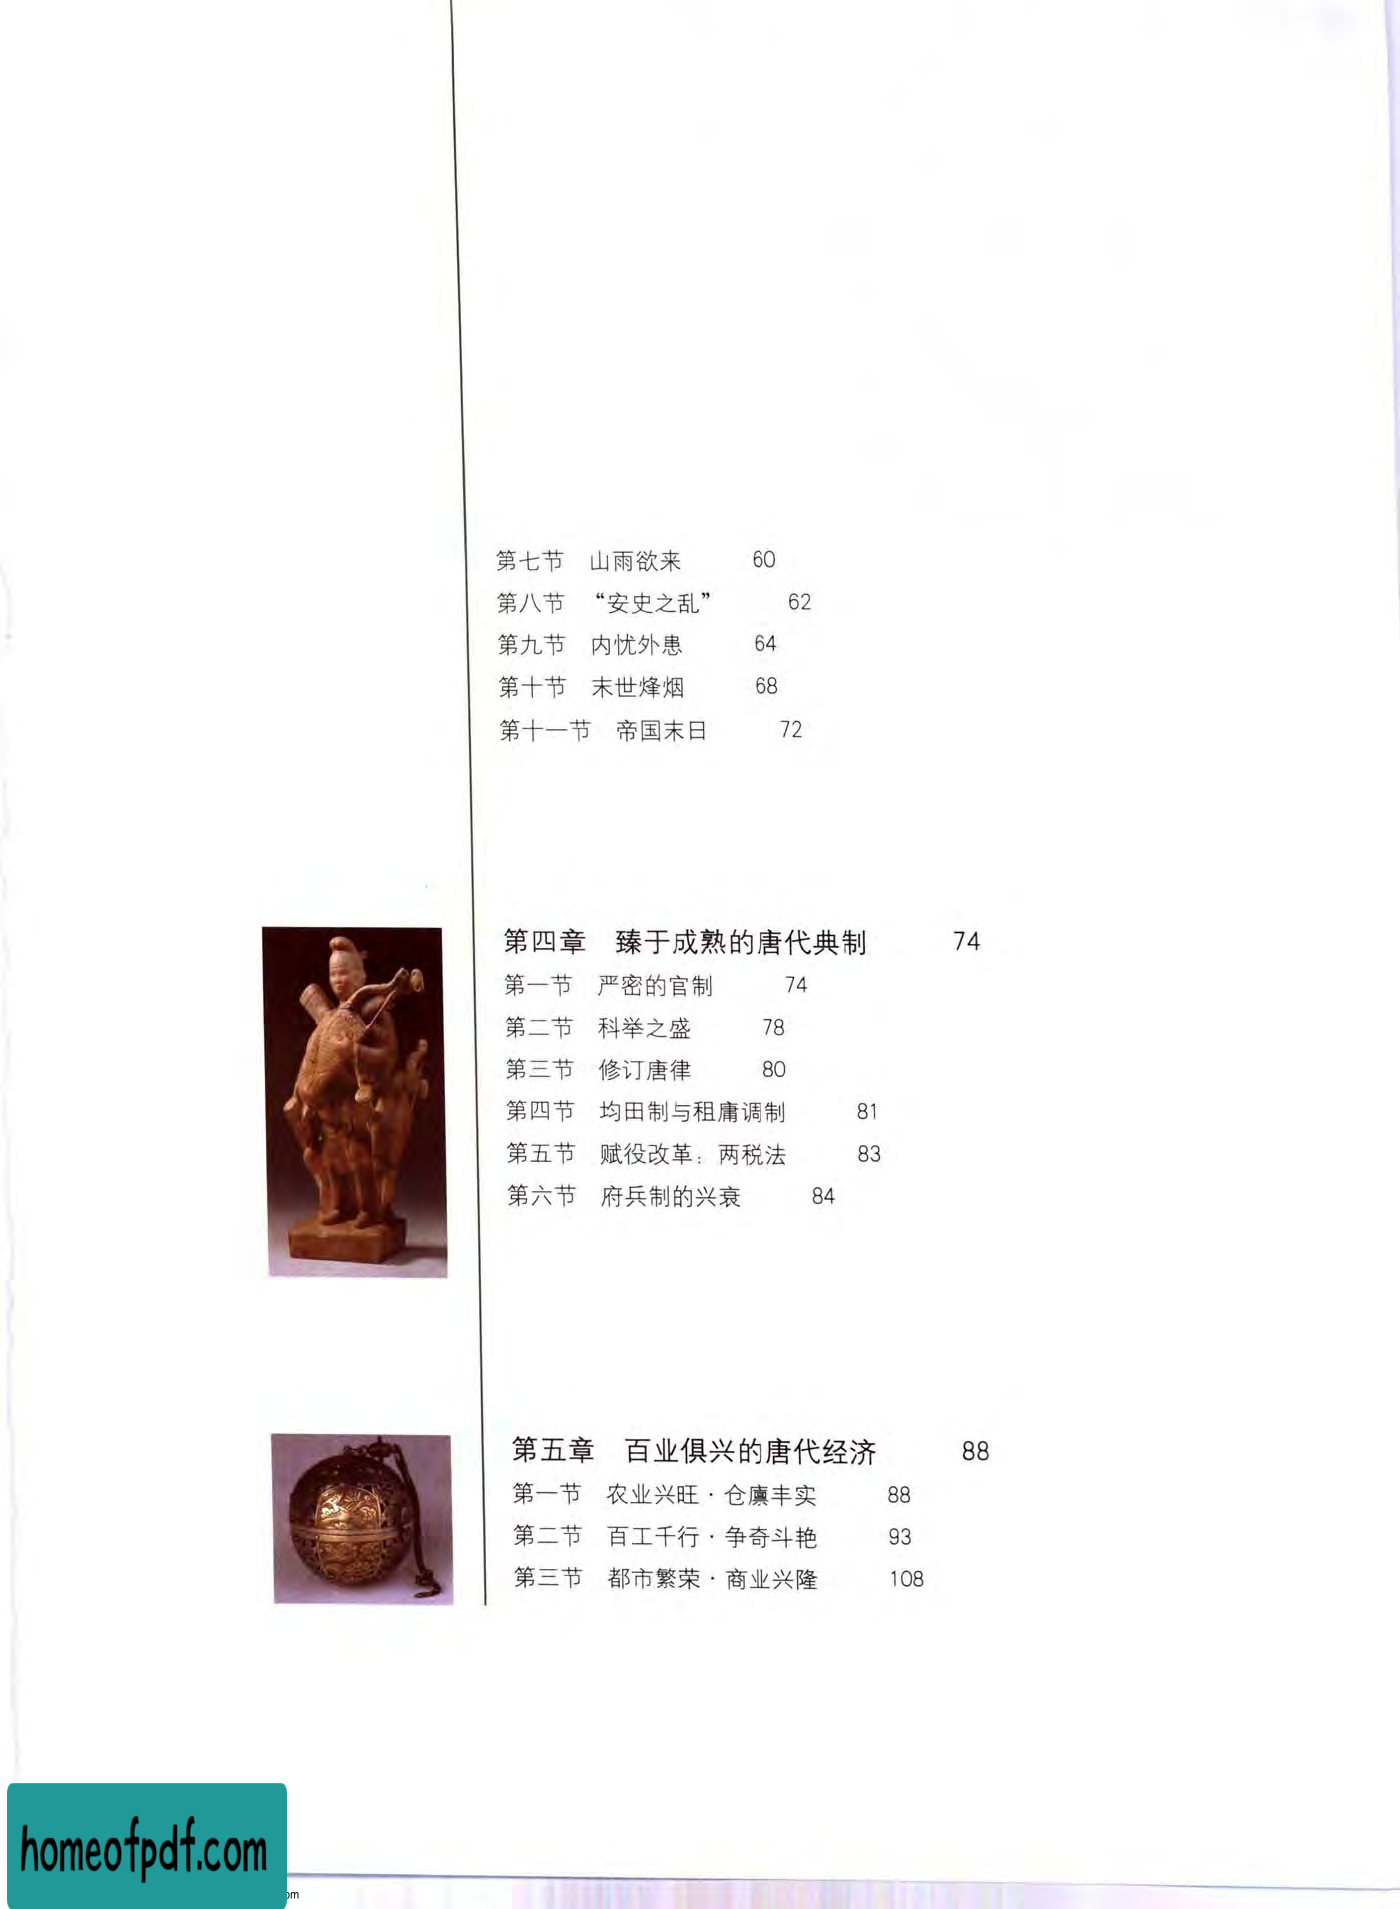 第七节 山雨欲来 60
第八节 “安史之乱” 62
第九节 内忧外患 64
第十节 末世烽烟 68
第十一节 帝国末日 72
第四章 臻于成熟的唐代典制 74
第一节 严密的官制 74
第二节 科举之盛 78
第三节 修订唐律 80
第四节 均田制与租庸调制 81
第五节 赋役改革：两税法 83
第六节 府兵制的兴衰 84
第五章 百业俱兴的唐代经济 88
第一节 农业兴旺·仓廪丰实 88
第二节 百工千行·争奇斗艳 93
第三节 都市繁荣·商业兴隆 108
homeofpdf.com
om